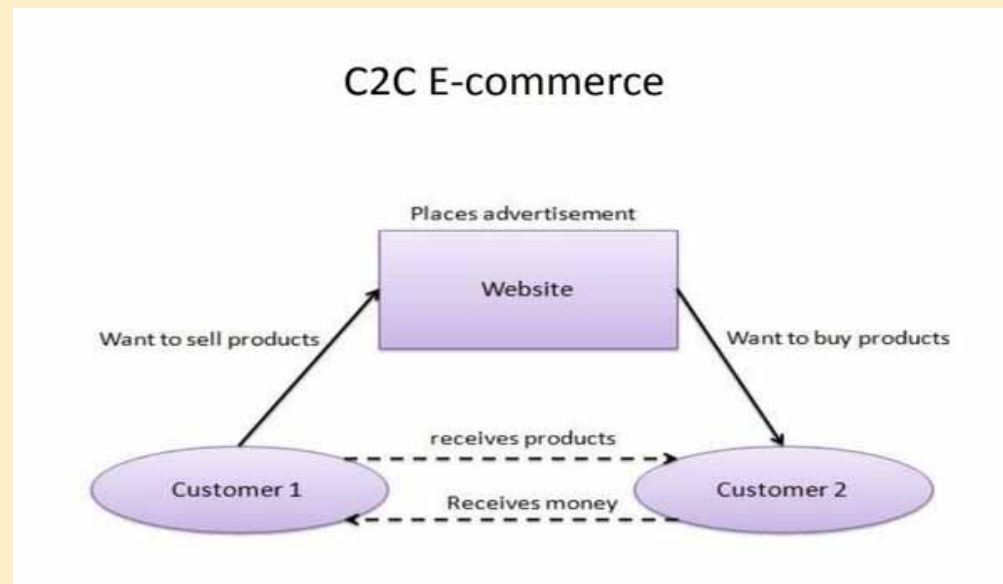 C2C E-commerce
Places advertisement
Website
Want to sell products
Want to buy products
receives products
Customer 1
Customer 2
Receives money